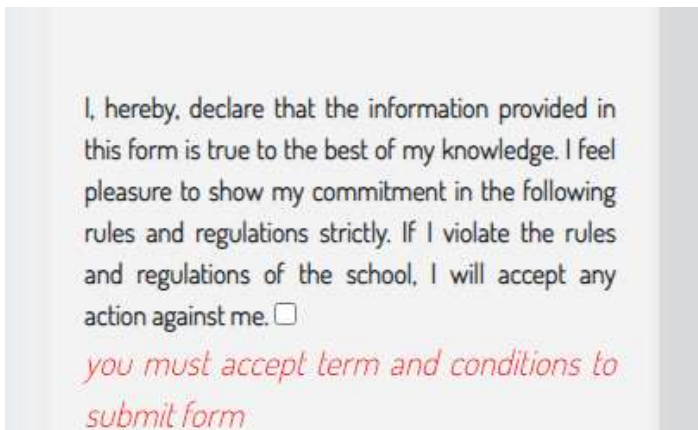 I, hereby, declare that the information provided in
this form is true to the best of my knowledge. I feel
pleasure to show my commitment in the following
rules and regulations strictly. If I violate the rules
and regulations of the school, I will accept any
action against me.
you must accept term and conditions to
submit form